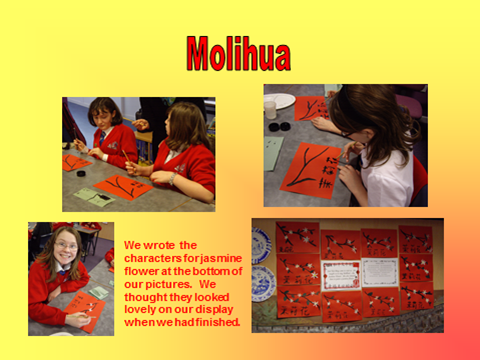 Molihua
We wrote the
characters for jasmine
flower at the bottom of
our pictures. We
thought they looked
lovely on our display
when we had finished.